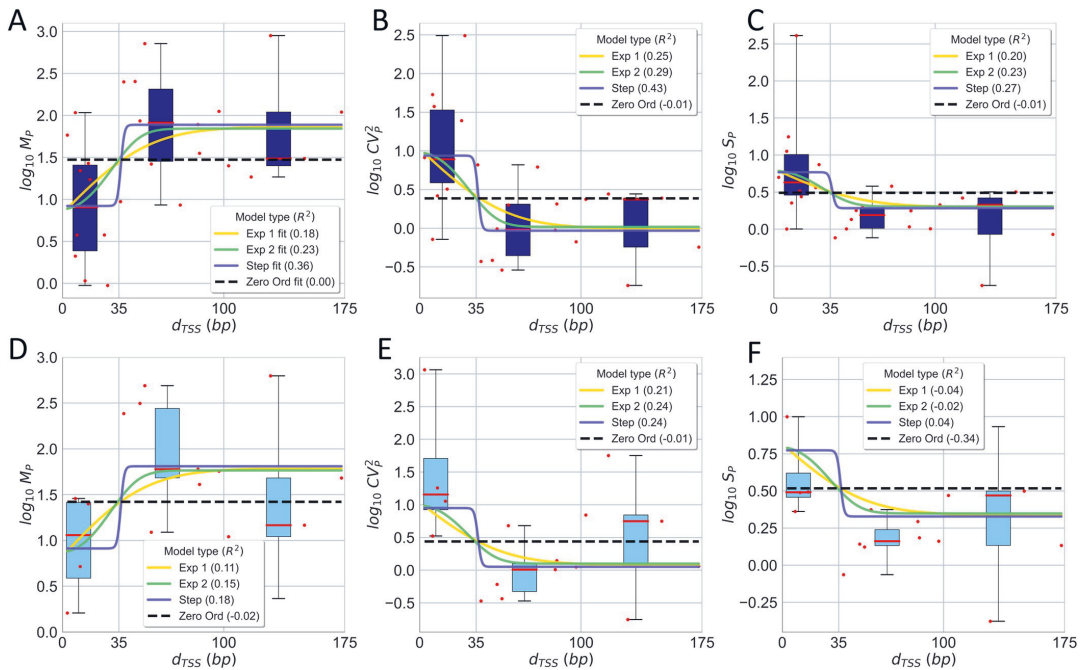 A
log10 MP
3.0
2.5
2.0
1.5
1.0
0.5
0.0
Model type (R²)
Exp 1 fit (0.18)
Exp 2 fit (0.23)
Step fit (0.36)
Zero Ord fit (0.00)
0
35
100
175
dTSS (bp)
B
log10 CVP²
2.5
2.0
1.5
1.0
0.5
0.0
−0.5
Model type (R²)
Exp 1 (0.25)
Exp 2 (0.29)
Step (0.43)
Zero Ord (-0.01)
0
35
100
175
dTSS (bp)
C
log10 SP
2.5
2.0
1.5
1.0
0.5
0.0
−0.5
Model type (R²)
Exp 1 (0.20)
Exp 2 (0.23)
Step (0.27)
Zero Ord (-0.01)
0
35
100
175
dTSS (bp)
D
log10 MP
3.0
2.5
2.0
1.5
1.0
0.5
0.0
Model type (R²)
Exp 1 (0.11)
Exp 2 (0.15)
Step (0.18)
Zero Ord (-0.02)
0
35
100
175
dTSS (bp)
E
log10 CVP²
3.0
2.5
2.0
1.5
1.0
0.5
0.0
−0.5
Model type (R²)
Exp 1 (0.21)
Exp 2 (0.24)
Step (0.24)
Zero Ord (-0.01)
0
35
100
175
dTSS (bp)
F
log10 SP
1.25
1.00
0.75
0.50
0.25
0.00
−0.25
Model type (R²)
Exp 1 (-0.04)
Exp 2 (-0.02)
Step (0.04)
Zero Ord (-0.34)
0
35
100
175
dTSS (bp)